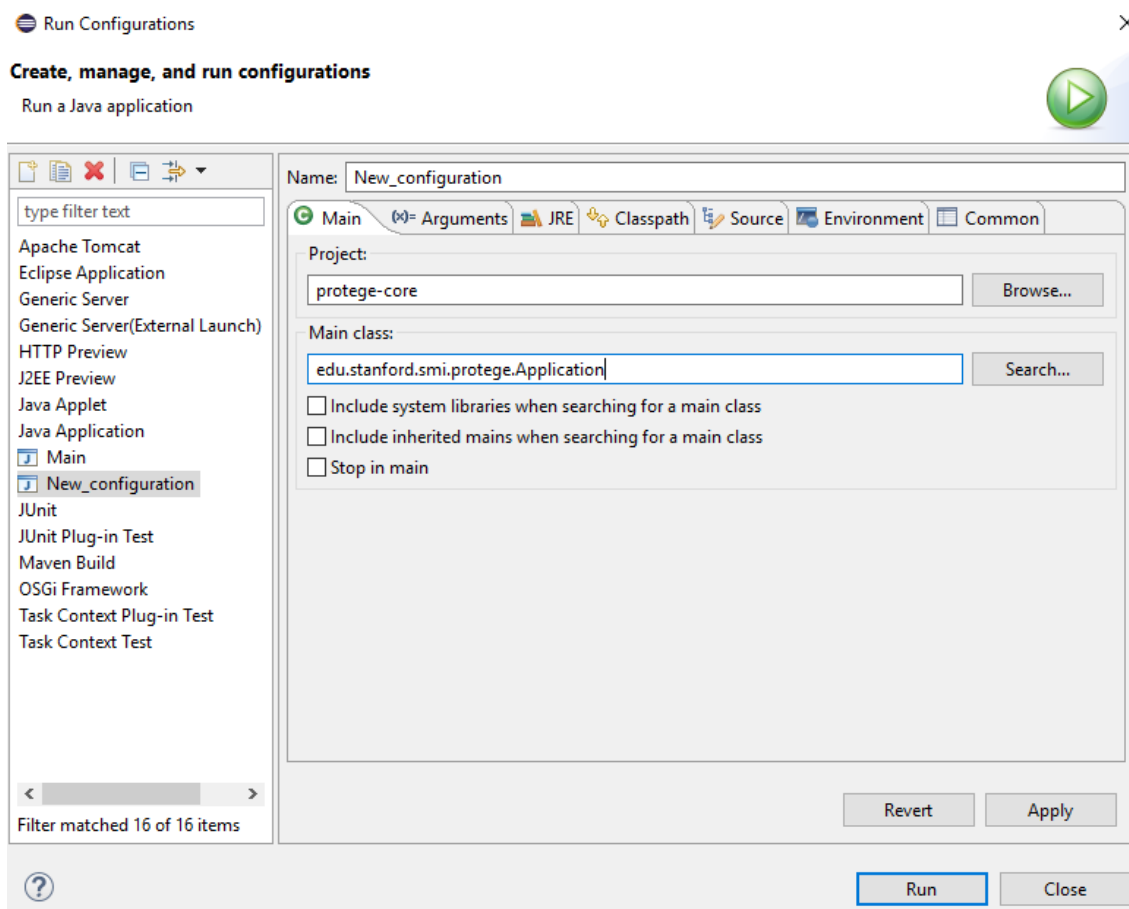 Run Configurations
Create, manage, and run configurations
Run a Java application
type filter text
Apache Tomcat
Eclipse Application
Generic Server
Generic Server(External Launch)
HTTP Preview
J2EE Preview
Java Applet
Java Application
Main
New_configuration
JUnit
JUnit Plug-in Test
Maven Build
OSGi Framework
Task Context Plug-in Test
Task Context Test
Filter matched 16 of 16 items
Name: New_configuration
Main (x)= Arguments JRE Classpath Source Environment Common
Project:
protege-core Browse...
Main class:
edu.stanford.smi.protege.Application Search...
Include system libraries when searching for a main class
Include inherited mains when searching for a main class
Stop in main
Revert Apply
? Run Close